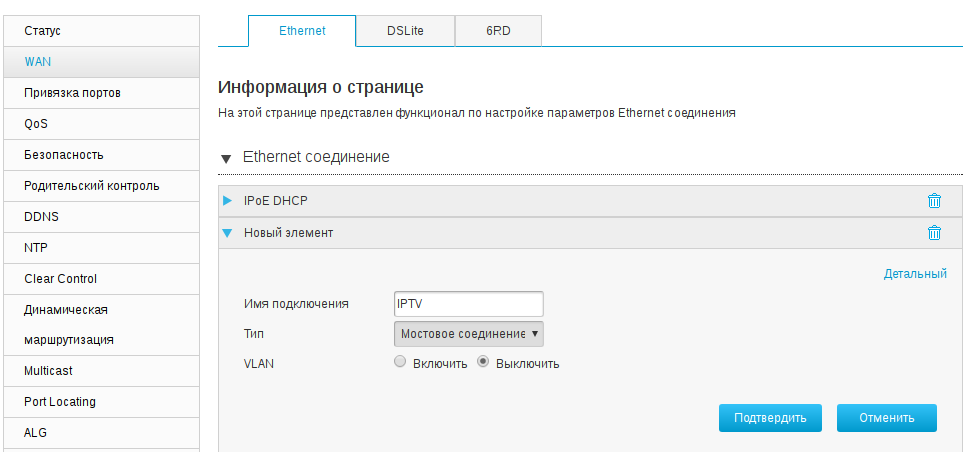 Статус
WAN
Привязка портов
QoS
Безопасность
Родительский контроль
DDNS
NTP
Clear Control
Динамическая
маршрутизация
Multicast
Port Locating
ALG
Ethernet DSLite 6RD
Информация о странице
На этой странице представлен функционал по настройке параметров Ethernet соединения
Ethernet соединение
IPoE DHCP
Новый элемент
Детальный
Имя подключения IPTV
Тип Мостовое соединение
VLAN Включить Выключить
Подтвердить Отменить